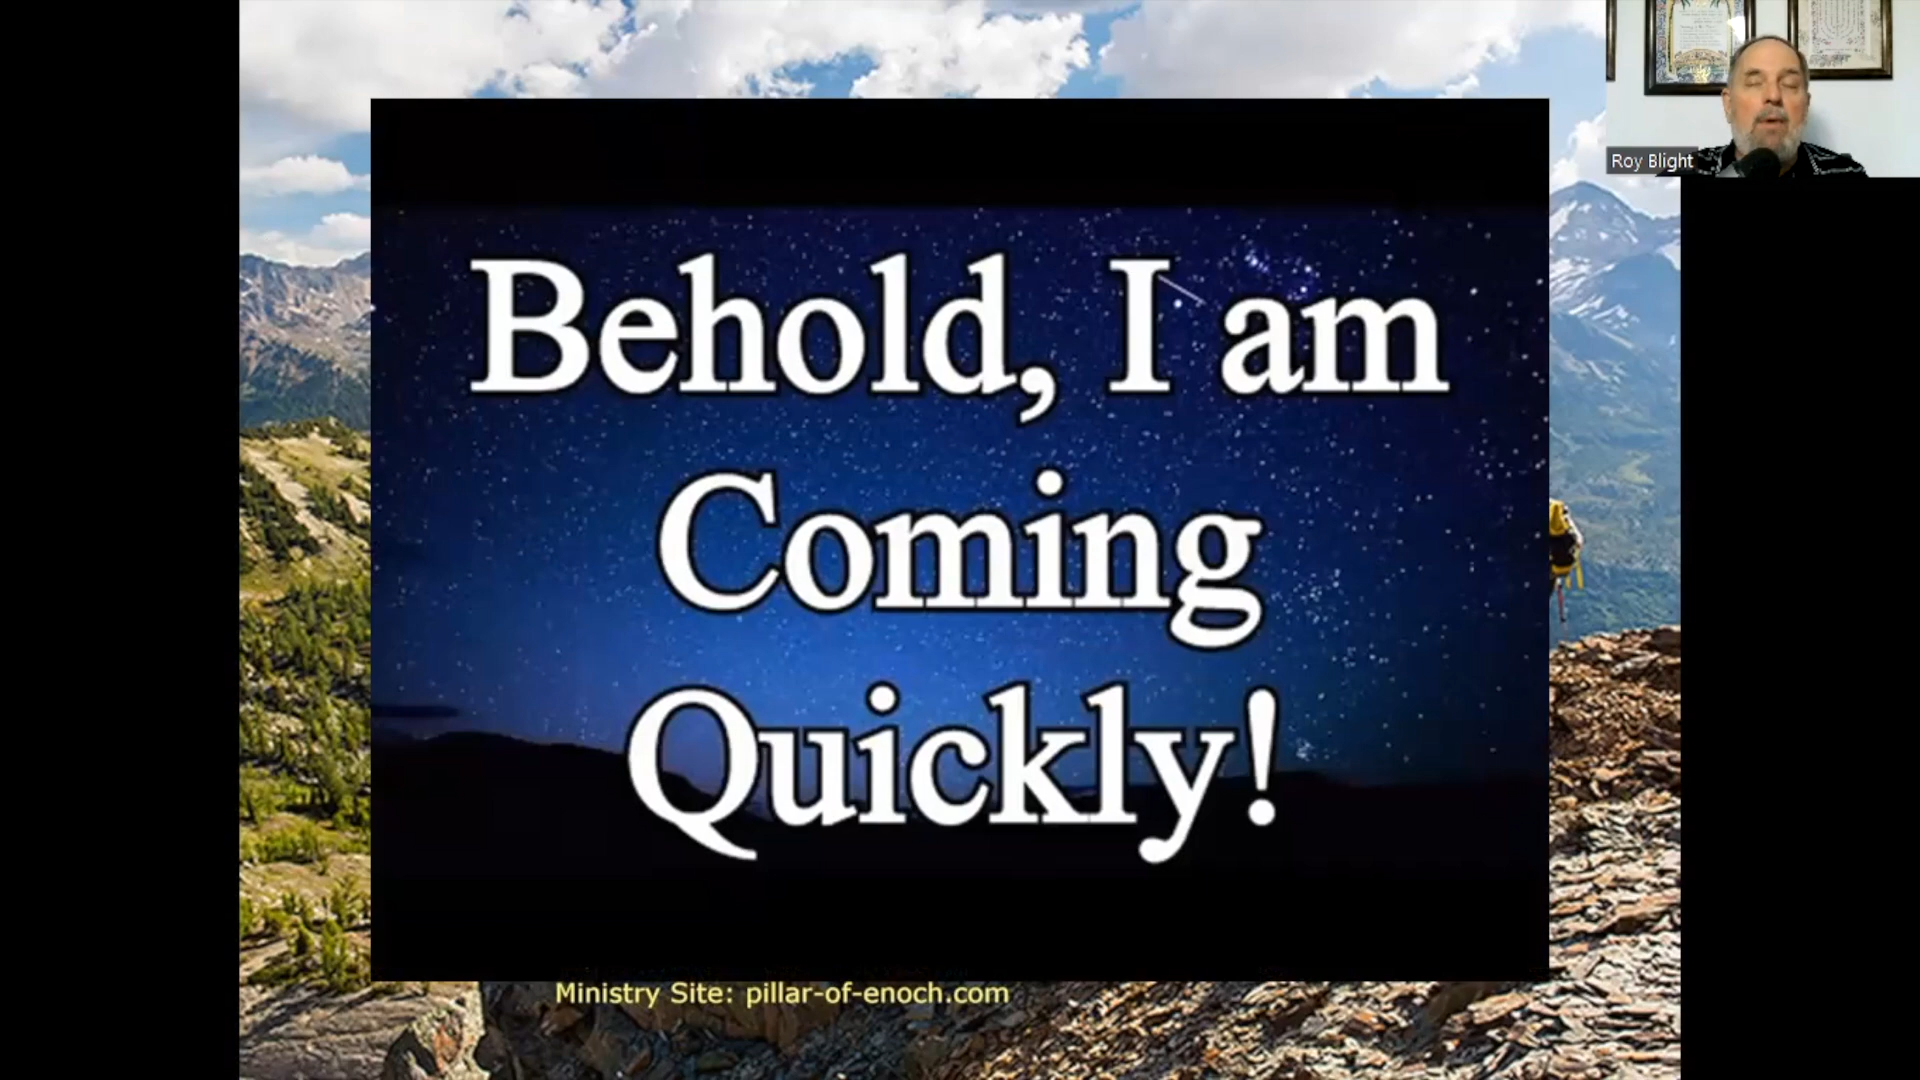 Behold, I am
Coming
Quickly!
Roy Blight
Ministry Site: pillar-of-enoch.com